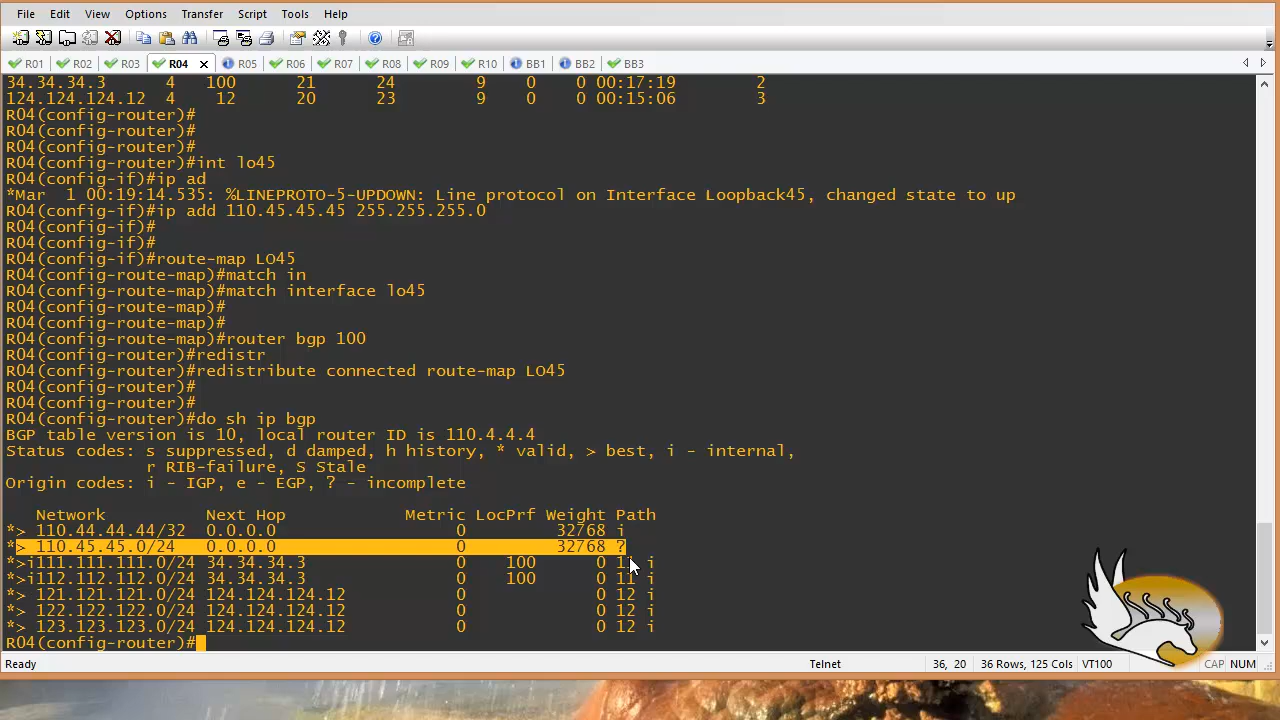 File Edit View Options Transfer Script Tools Help
R01 R02 R03 R04 R05 R06 R07 R08 R09 R10 BB1 BB2 BB3
34.34.34.3 4 100 21 24 9 0 0 00:17:19 2
124.124.124.12 4 12 20 23 9 0 0 00:15:06 3
R04(config-router)#
R04(config-router)#
R04(config-router)#
R04(config-router)#int lo45
R04(config-if)#ip ad
*Mar 1 00:19:14.535: %LINEPROTO-5-UPDOWN: Line protocol on Interface Loopback45, changed state to up
R04(config-if)#ip add 110.45.45.45 255.255.255.0
R04(config-if)#
R04(config-if)#
R04(config-if)#route-map LO45
R04(config-route-map)#match in
R04(config-route-map)#match interface lo45
R04(config-route-map)#
R04(config-route-map)#
R04(config-route-map)#router bgp 100
R04(config-router)#redistr
R04(config-router)#redistribute connected route-map LO45
R04(config-router)#
R04(config-router)#
R04(config-router)#do sh ip bgp
BGP table version is 10, local router ID is 110.4.4.4
Status codes: s suppressed, d damped, h history, * valid, > best, i - internal,
r RIB-failure, S Stale
Origin codes: i - IGP, e - EGP, ? - incomplete
Network Next Hop Metric LocPrf Weight Path
*> 110.44.44.44/32 0.0.0.0 0 32768 i
*> 110.45.45.0/24 0.0.0.0 0 32768 ?
*>i111.111.111.0/24 34.34.34.3 0 100 0 11 i
*>i112.112.112.0/24 34.34.34.3 0 100 0 11 i
*> 121.121.121.0/24 124.124.124.12 0 0 12 i
*> 122.122.122.0/24 124.124.124.12 0 0 12 i
*> 123.123.123.0/24 124.124.124.12 0 0 12 i
R04(config-router)#
Ready Telnet 36, 20 36 Rows, 125 Cols VT100 CAP NUM